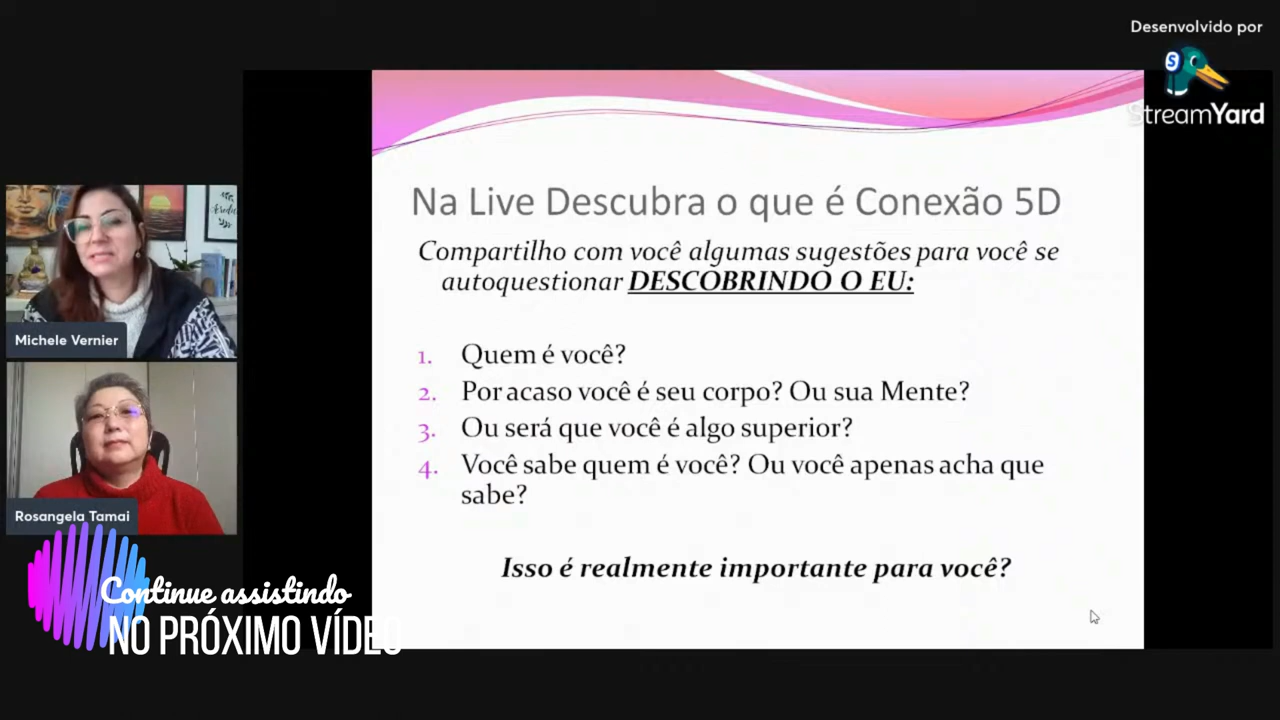 Desenvolvido por
StreamYard
Na Live Descubra o que é Conexão 5D
Compartilho com você algumas sugestões para você se
autoquestionar DESCOBRINDO O EU:
1. Quem é você?
2. Por acaso você é seu corpo? Ou sua Mente?
3. Ou será que você é algo superior?
4. Você sabe quem é você? Ou você apenas acha que
sabe?
Isso é realmente importante para você?
Michele Vernier
Rosangela Tamai
Continue assistindo
NO PRÓXIMO VÍDEO